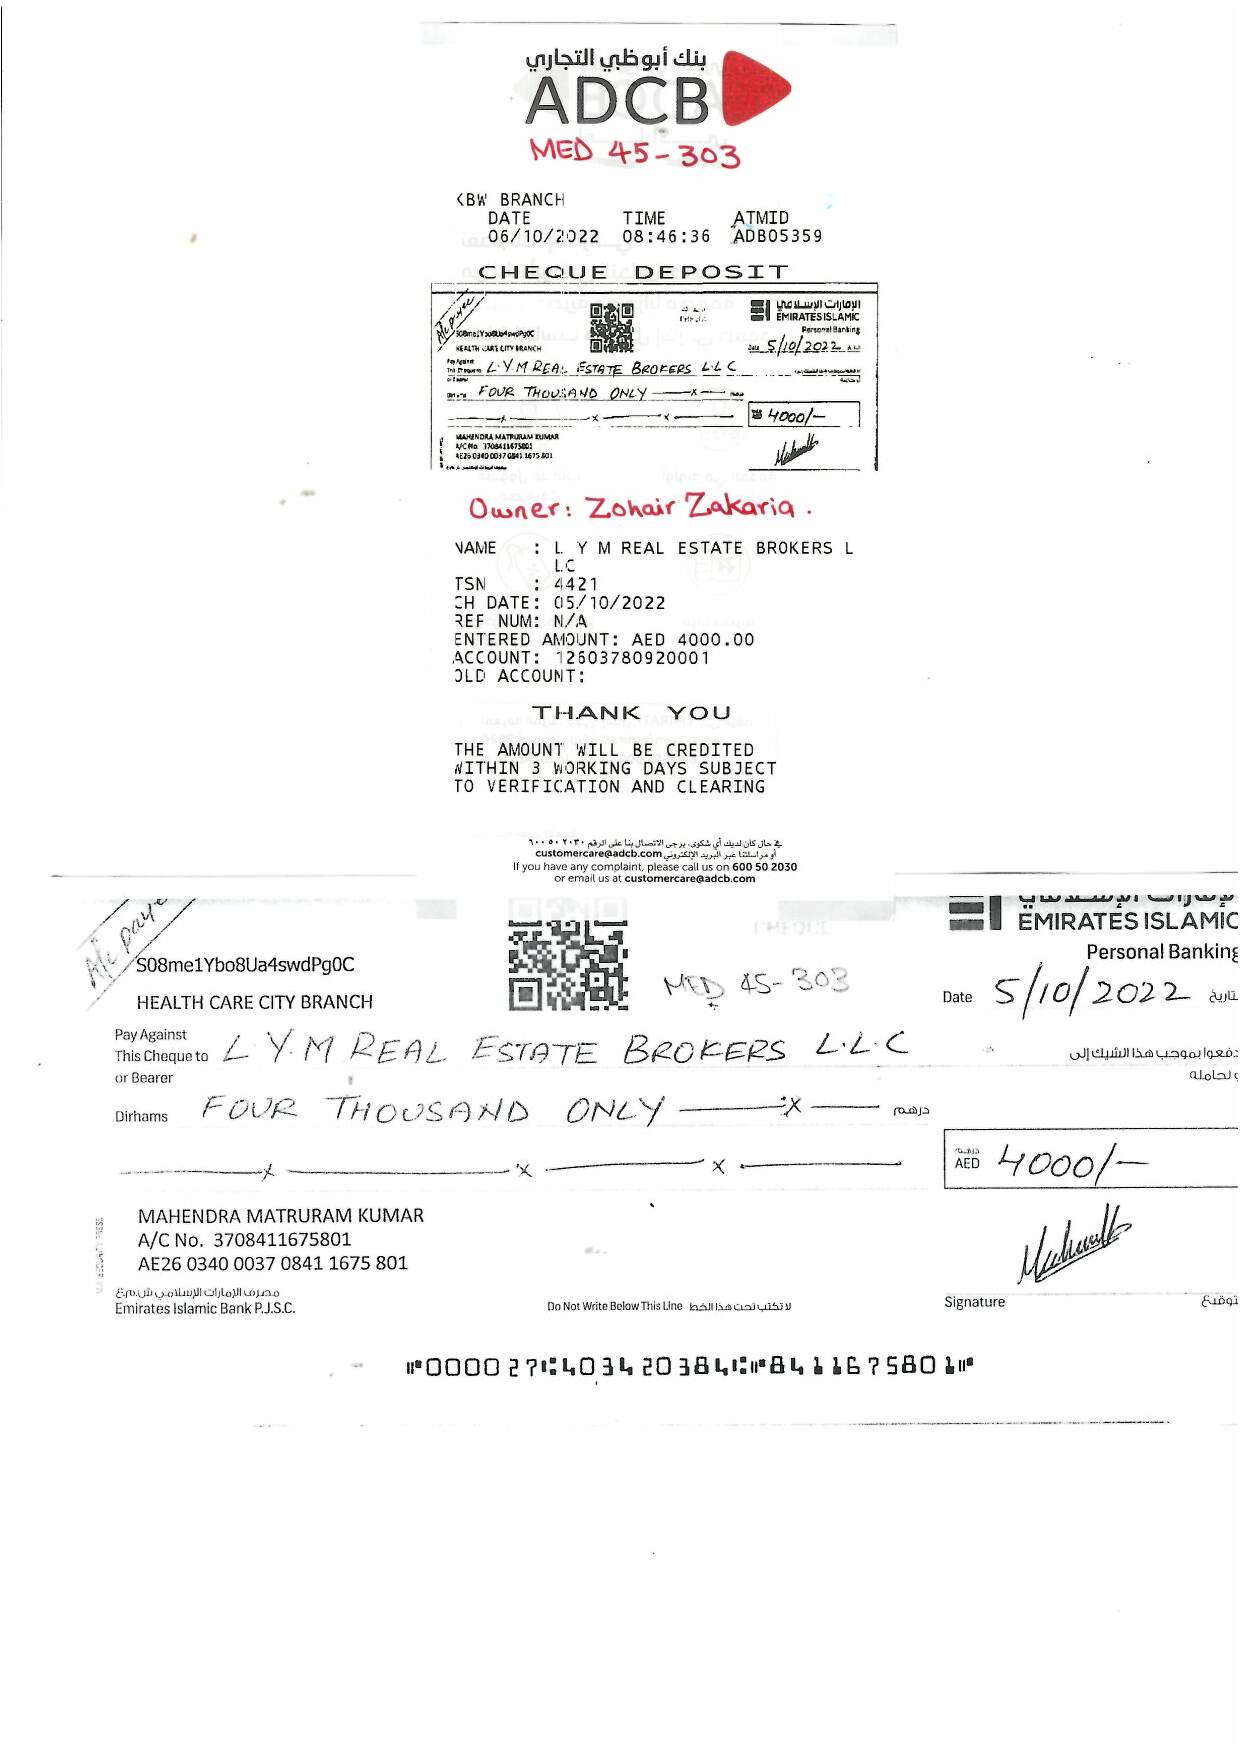 بنك أبوظبي التجاري
ADCB
MED 45-303
KBW BRANCH
DATE TIME ATMID
06/10/2022 08:46:36 ADB05359
CHEQUE DEPOSIT
A/c payee
الإمارات الإسلامي
EMIRATES ISLAMIC
Personal Banking
S08me1Ybo8Ua4swdPg0C
HEALTH CARE CITY BRANCH
Date 5/10/2022
Pay Against
This Cheque to L Y M REAL ESTATE BROKERS L.L.C
or Bearer
FOUR THOUSAND ONLY —x—
—x —x —x —
4000/-
MAHENDRA MATRURAM KUMAR
A/C No. 3708411675801
AE26 0340 0037 0841 1675 801
Owner: Zohair Zakaria .
NAME : L Y M REAL ESTATE BROKERS L
LC
TSN : 4421
CH DATE: 05/10/2022
REF NUM: N/A
ENTERED AMOUNT: AED 4000.00
ACCOUNT: 12603780920001
OLD ACCOUNT:
THANK YOU
THE AMOUNT WILL BE CREDITED
WITHIN 3 WORKING DAYS SUBJECT
TO VERIFICATION AND CLEARING
في حال كان لديك أي شكوى، يرجى الاتصال بنا على الرقم ٦٠٠ ٥٠ ٢٠٣٠
أو مراسلتنا عبر البريد الإلكتروني customercare@adcb.com
If you have any complaint, please call us on 600 50 2030
or email us at customercare@adcb.com
A/c payee
الإمارات الإسلامي
EMIRATES ISLAMIC
Personal Banking
S08me1Ybo8Ua4swdPg0C
MED 45-303
HEALTH CARE CITY BRANCH
Date 5/10/2022 تاريخ
Pay Against
This Cheque to L Y.M REAL ESTATE BROKERS L.L.C دفعوا بموجب هذا الشيك إلى
or Bearer و لحامله
Dirhams FOUR THOUSAND ONLY —x— درهم
—x —x —x —
درهم
AED 4000/-
MAHENDRA MATRURAM KUMAR
A/C No. 3708411675801
AE26 0340 0037 0841 1675 801
مصرف الإمارات الإسلامي ش.م.ع
Emirates Islamic Bank P.J.S.C.
Do Not Write Below This Line لا تكتب تحت هذا الخط
Signature توقيع
⑈000027⑆403420384⑆⑈8411675801⑈